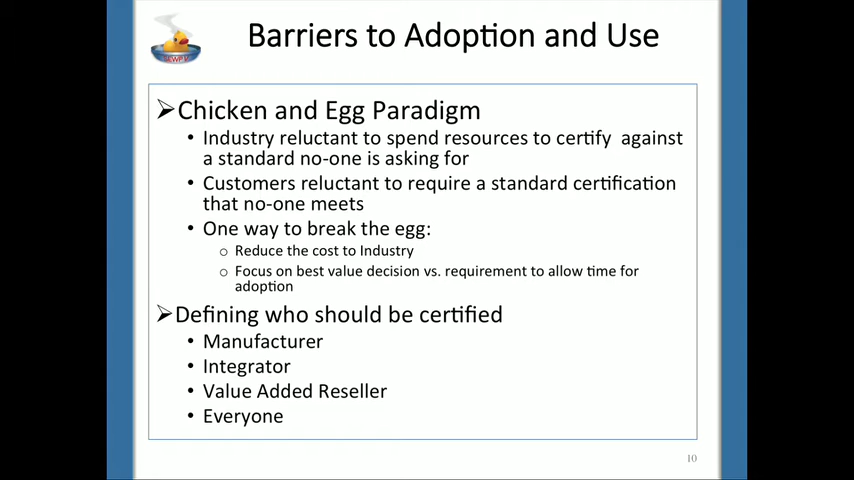 Barriers to Adoption and Use
Chicken and Egg Paradigm
Industry reluctant to spend resources to certify against
a standard no-one is asking for
Customers reluctant to require a standard certification
that no-one meets
One way to break the egg:
Reduce the cost to Industry
Focus on best value decision vs. requirement to allow time for
adoption
Defining who should be certified
Manufacturer
Integrator
Value Added Reseller
Everyone
10